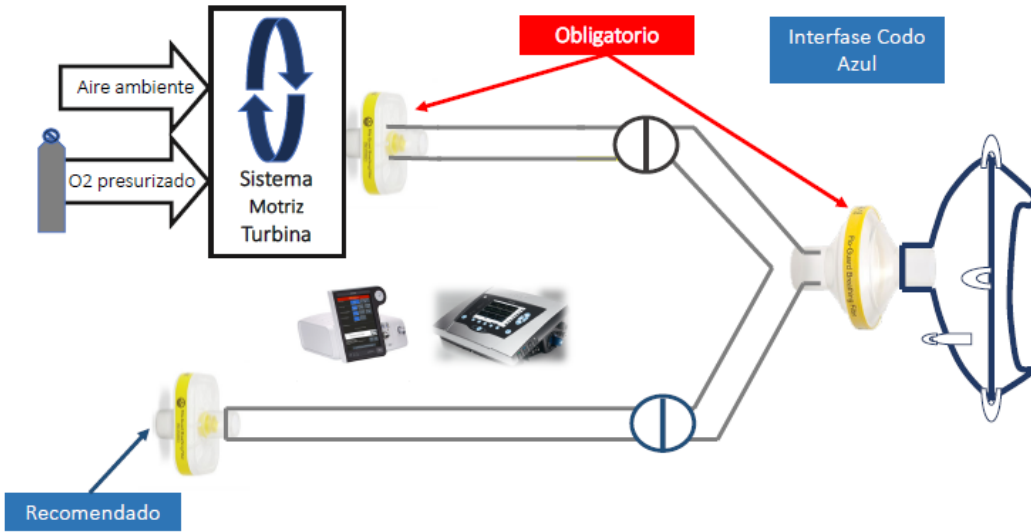 Obligatorio
Interfase Codo
Azul
Aire ambiente
O2 presurizado
Sistema
Motriz
Turbina
Recomendado